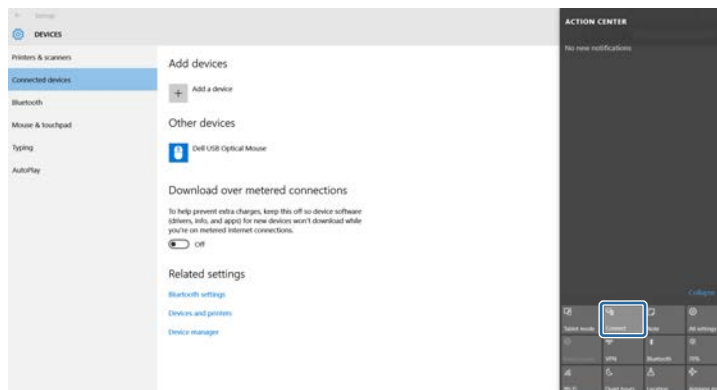 Settings
DEVICES
Printers & scanners
Connected devices
Bluetooth
Mouse & touchpad
Typing
AutoPlay
Add devices
Add a device
Other devices
Dell USB Optical Mouse
Download over metered connections
To help prevent extra charges, keep this off so device software
(drivers, info, and apps) for new devices won't download while
you're on metered Internet connections.
Off
Related settings
Bluetooth settings
Devices and printers
Device manager
ACTION CENTER
No new notifications
Collapse
Tablet mode
Connect
Note
All settings
VPN
Bluetooth
Wi-Fi
Quiet hours
Location